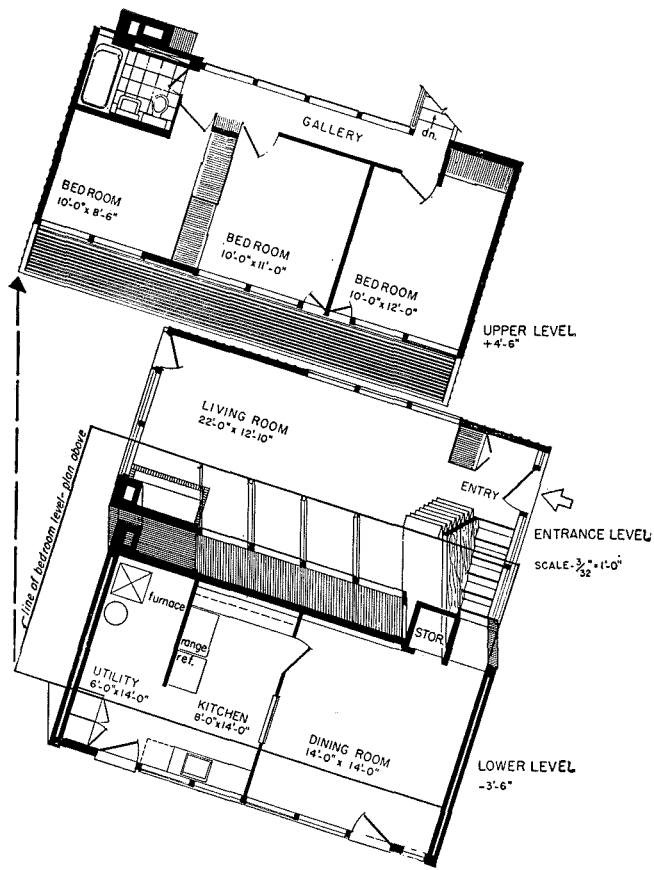 GALLERY
dn.
BEDROOM
10'-0" x 8'-6"
BEDROOM
10'-0" x 11'-0"
BEDROOM
10'-0" x 12'-0"
UPPER LEVEL
+4'-6"
LIVING ROOM
22'-0" x 12'-10"
line of bedroom level-plan above
ENTRY
ENTRANCE LEVEL
SCALE-3/32"=1'-0"
furnace
STOR.
range
ref.
UTILITY
6'-0"x14'-0"
KITCHEN
8'-0"x14'-0"
DINING ROOM
14'-0" x 14'-0"
LOWER LEVEL
-3'-6"